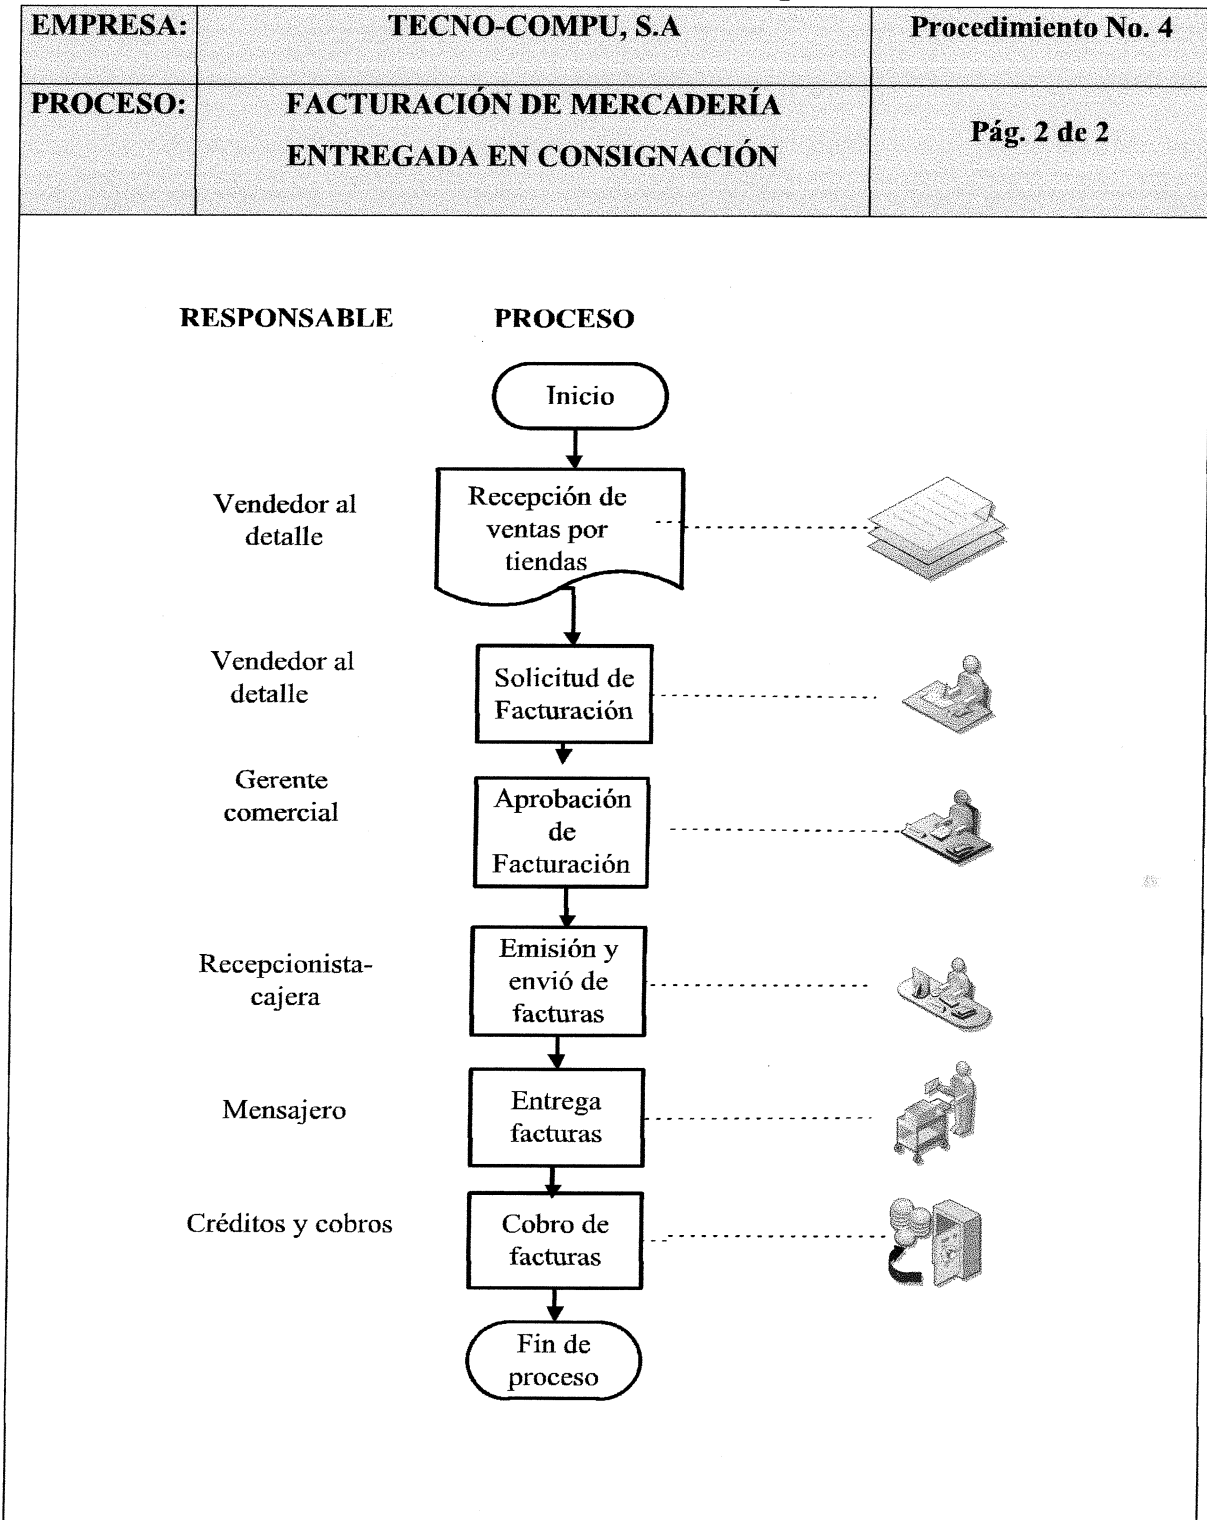 EMPRESA:
TECNO-COMPU, S.A
Procedimiento No. 4
PROCESO:
FACTURACIÓN DE MERCADERÍA
ENTREGADA EN CONSIGNACIÓN
Pág. 2 de 2
RESPONSABLE
PROCESO
Inicio
Vendedor al
detalle
Recepción de
ventas por
tiendas
Vendedor al
detalle
Solicitud de
Facturación
Gerente
comercial
Aprobación
de
Facturación
Recepcionista-
cajera
Emisión y
envió de
facturas
Mensajero
Entrega
facturas
Créditos y cobros
Cobro de
facturas
Fin de
proceso